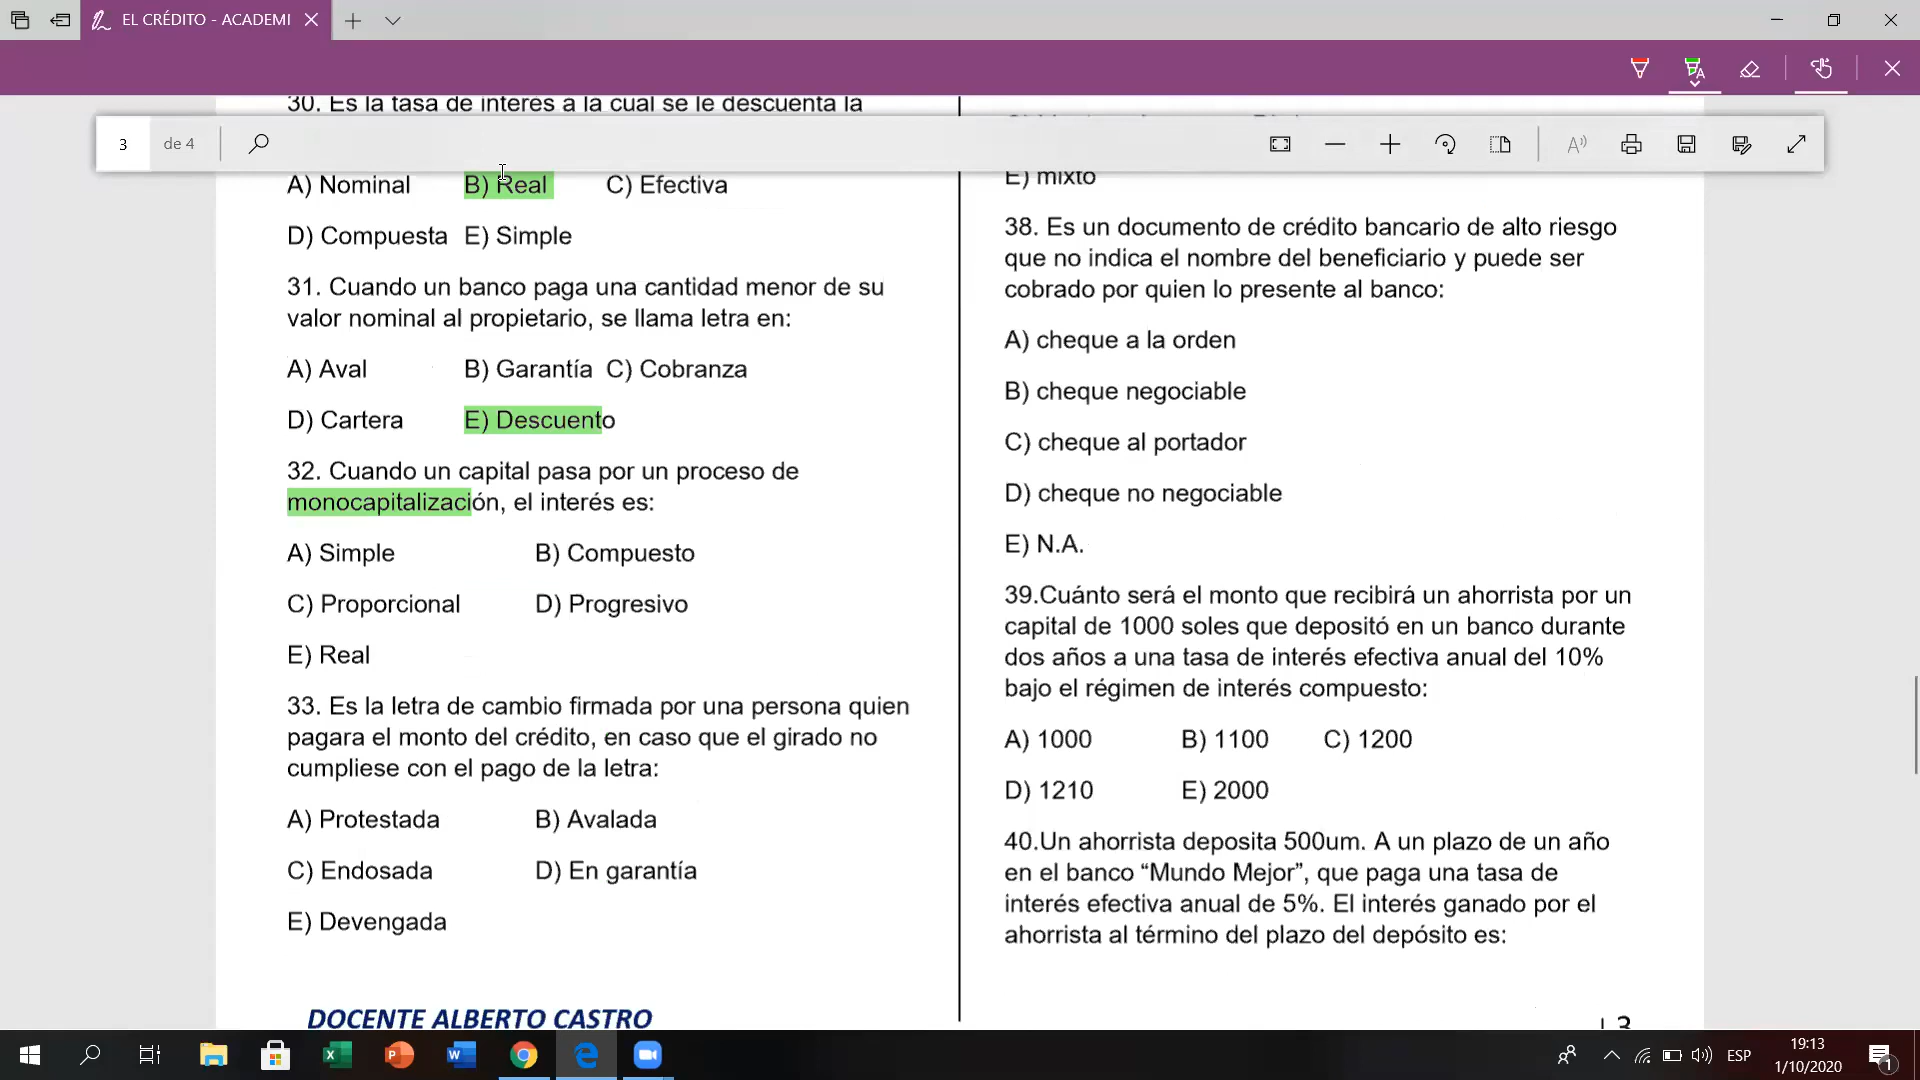 EL CRÉDITO - ACADEMI
3 de 4
30. Es la tasa de interés a la cual se le descuenta la
A) Nominal B) Real C) Efectiva
D) Compuesta E) Simple
31. Cuando un banco paga una cantidad menor de su
valor nominal al propietario, se llama letra en:
A) Aval B) Garantía C) Cobranza
D) Cartera E) Descuento
32. Cuando un capital pasa por un proceso de
monocapitalización, el interés es:
A) Simple B) Compuesto
C) Proporcional D) Progresivo
E) Real
33. Es la letra de cambio firmada por una persona quien
pagara el monto del crédito, en caso que el girado no
cumpliese con el pago de la letra:
A) Protestada B) Avalada
C) Endosada D) En garantía
E) Devengada
DOCENTE ALBERTO CASTRO
E) mixto
38. Es un documento de crédito bancario de alto riesgo
que no indica el nombre del beneficiario y puede ser
cobrado por quien lo presente al banco:
A) cheque a la orden
B) cheque negociable
C) cheque al portador
D) cheque no negociable
E) N.A.
39.Cuánto será el monto que recibirá un ahorrista por un
capital de 1000 soles que depositó en un banco durante
dos años a una tasa de interés efectiva anual del 10%
bajo el régimen de interés compuesto:
A) 1000 B) 1100 C) 1200
D) 1210 E) 2000
40.Un ahorrista deposita 500um. A un plazo de un año
en el banco “Mundo Mejor”, que paga una tasa de
interés efectiva anual de 5%. El interés ganado por el
ahorrista al término del plazo del depósito es:
| 3
ESP
19:13
1/10/2020
1